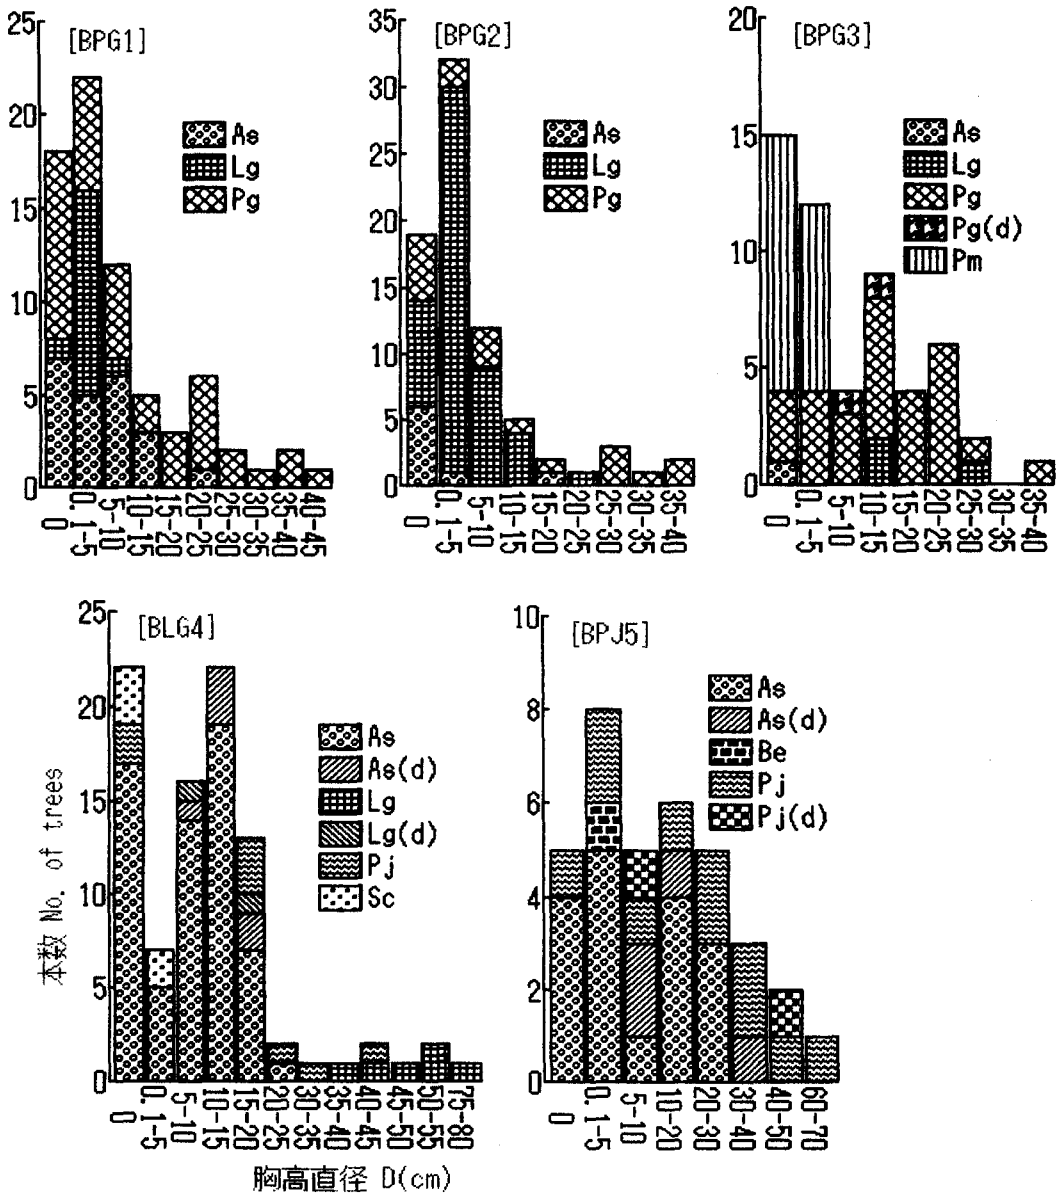 [BPG1]
25
20
15
10
5
0
As
Lg
Pg
0
0.1-5
5-10
10-15
15-20
20-25
25-30
30-35
35-40
40-45
[BPG2]
35
30
25
20
15
10
5
0
As
Lg
Pg
0
0.1-5
5-10
10-15
15-20
20-25
25-30
30-35
35-40
[BPG3]
20
15
10
5
0
As
Lg
Pg
Pg(d)
Pm
0
0.1-5
5-10
10-15
15-20
20-25
25-30
30-35
35-40
[BLG4]
25
20
15
10
5
0
As
As(d)
Lg
Lg(d)
Pj
Sc
本数 No. of trees
0
0.1-5
5-10
10-15
15-20
20-25
30-35
35-40
40-45
45-50
50-55
75-80
胸高直径 D(cm)
[BPJ5]
10
8
6
4
2
0
As
As(d)
Be
Pj
Pj(d)
0
0.1-5
5-10
10-20
20-30
30-40
40-50
60-70